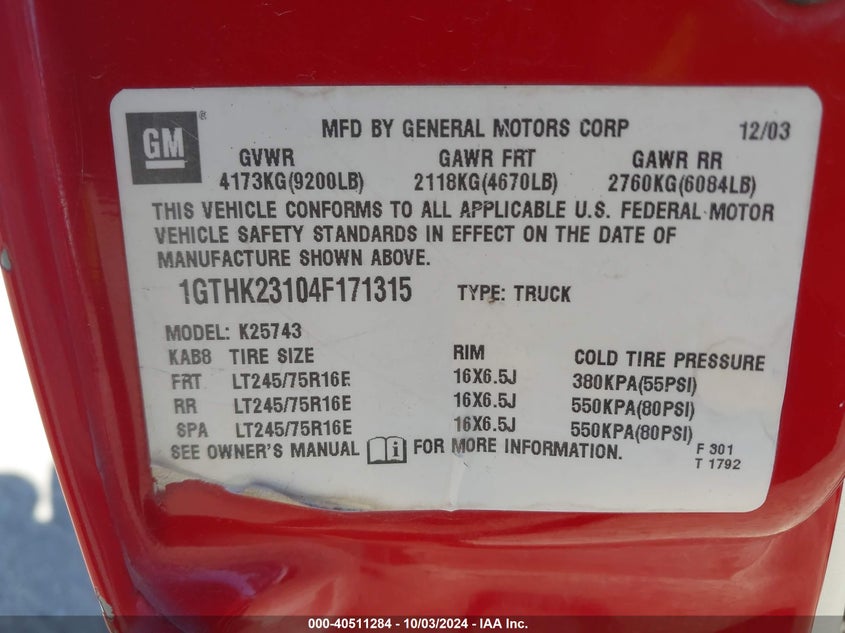 GM ®
MFD BY GENERAL MOTORS CORP 12/03
GVWR GAWR FRT GAWR RR
4173KG(9200LB) 2118KG(4670LB) 2760KG(6084LB)
THIS VEHICLE CONFORMS TO ALL APPLICABLE U.S. FEDERAL MOTOR
VEHICLE SAFETY STANDARDS IN EFFECT ON THE DATE OF
MANUFACTURE SHOWN ABOVE.
1GTHK23104F171315 TYPE: TRUCK
MODEL: K25743
KAB8 TIRE SIZE RIM COLD TIRE PRESSURE
FRT LT245/75R16E 16X6.5J 380KPA(55PSI)
RR LT245/75R16E 16X6.5J 550KPA(80PSI)
SPA LT245/75R16E 16X6.5J 550KPA(80PSI)
SEE OWNER'S MANUAL FOR MORE INFORMATION.
F 301
T 1792
000-40511284 - 10/03/2024 - IAA Inc.